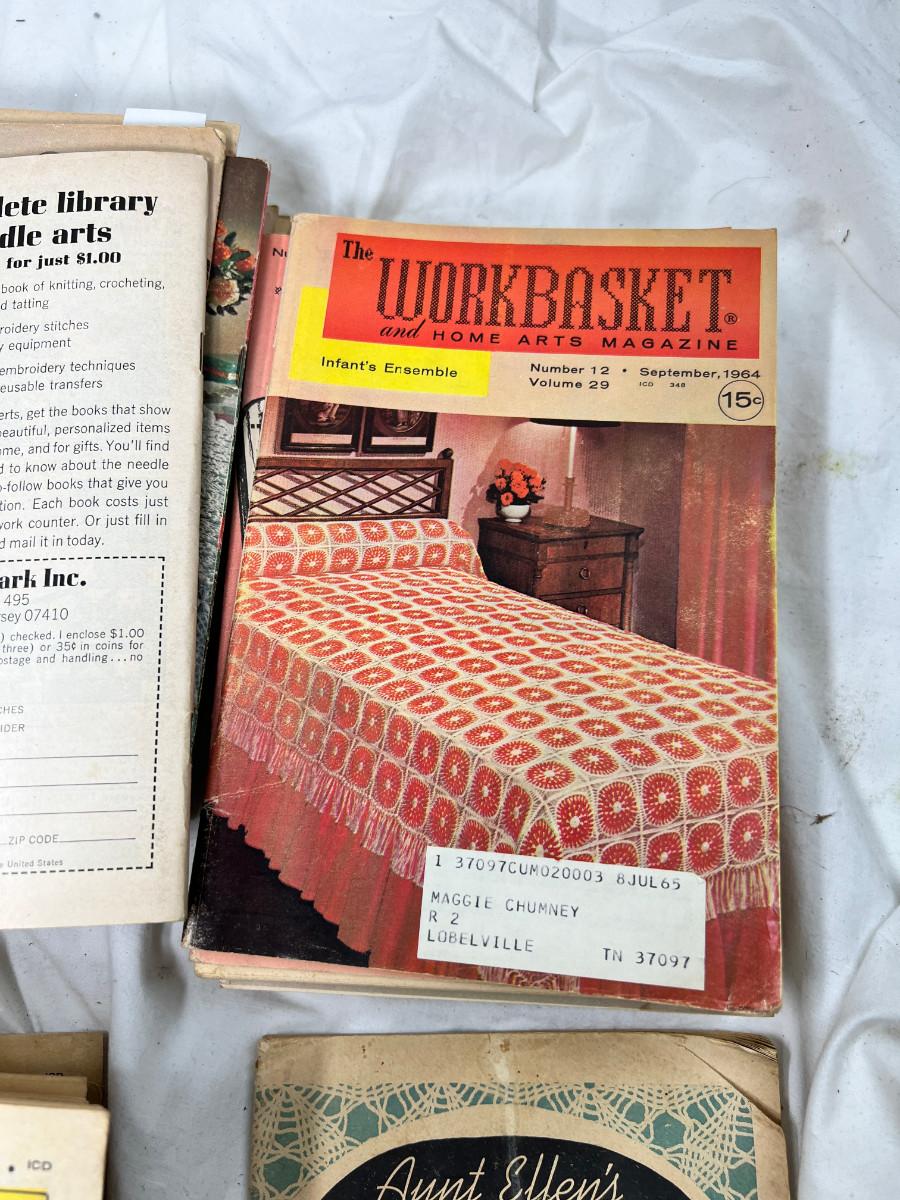 lete library
dle arts
for just $1.00
book of knitting, crocheting,
d tatting
roidery stitches
y equipment
embroidery techniques
eusable transfers
erts, get the books that show
beautiful, personalized items
me, and for gifts. You'll find
d to know about the needle
o-follow books that give you
tion. Each book costs just
work counter. Or just fill in
d mail it in today.
ark Inc.
495
sey 07410
) checked. I enclose $1.00
three) or 35¢ in coins for
ostage and handling...no
CHES
IDER
ZIP CODE
e United States
The
WORKBASKET®
and HOME ARTS MAGAZINE
Infant's Ensemble
Number 12 • September, 1964
Volume 29 ICD 348
15c
1 37097CUM020003 8JUL65
MAGGIE CHUMNEY
R 2
LOBELVILLE TN 37097
• ICD
Aunt Ellen's